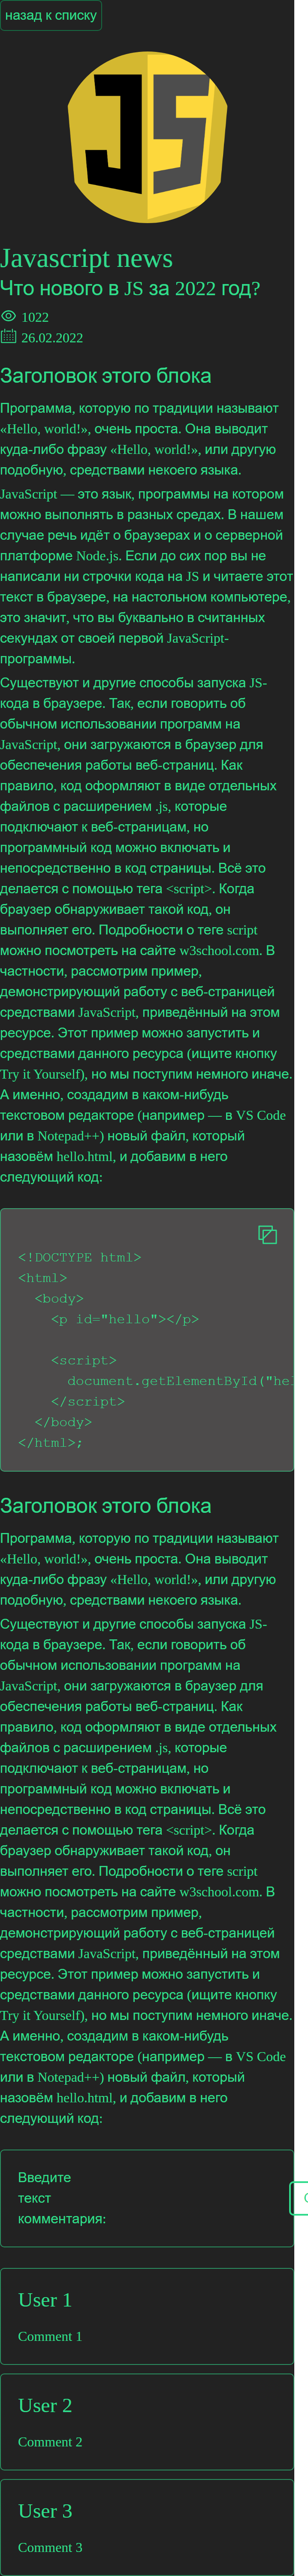 назад к списку
JS
Javascript news
Что нового в JS за 2022 год?
1022
26.02.2022
Заголовок этого блока
Программа, которую по традиции называют
«Hello, world!», очень проста. Она выводит
куда-либо фразу «Hello, world!», или другую
подобную, средствами некоего языка.
JavaScript — это язык, программы на котором
можно выполнять в разных средах. В нашем
случае речь идёт о браузерах и о серверной
платформе Node.js. Если до сих пор вы не
написали ни строчки кода на JS и читаете этот
текст в браузере, на настольном компьютере,
это значит, что вы буквально в считанных
секундах от своей первой JavaScript-
программы.
Существуют и другие способы запуска JS-
кода в браузере. Так, если говорить об
обычном использовании программ на
JavaScript, они загружаются в браузер для
обеспечения работы веб-страниц. Как
правило, код оформляют в виде отдельных
файлов с расширением .js, которые
подключают к веб-страницам, но
программный код можно включать и
непосредственно в код страницы. Всё это
делается с помощью тега <script>. Когда
браузер обнаруживает такой код, он
выполняет его. Подробности о теге script
можно посмотреть на сайте w3school.com. В
частности, рассмотрим пример,
демонстрирующий работу с веб-страницей
средствами JavaScript, приведённый на этом
ресурсе. Этот пример можно запустить и
средствами данного ресурса (ищите кнопку
Try it Yourself), но мы поступим немного иначе.
А именно, создадим в каком-нибудь
текстовом редакторе (например — в VS Code
или в Notepad++) новый файл, который
назовём hello.html, и добавим в него
следующий код:
<!DOCTYPE html>
<html>
<body>
<p id="hello"></p>
<script>
document.getElementById("hel
</script>
</body>
</html>;
Заголовок этого блока
Программа, которую по традиции называют
«Hello, world!», очень проста. Она выводит
куда-либо фразу «Hello, world!», или другую
подобную, средствами некоего языка.
Существуют и другие способы запуска JS-
кода в браузере. Так, если говорить об
обычном использовании программ на
JavaScript, они загружаются в браузер для
обеспечения работы веб-страниц. Как
правило, код оформляют в виде отдельных
файлов с расширением .js, которые
подключают к веб-страницам, но
программный код можно включать и
непосредственно в код страницы. Всё это
делается с помощью тега <script>. Когда
браузер обнаруживает такой код, он
выполняет его. Подробности о теге script
можно посмотреть на сайте w3school.com. В
частности, рассмотрим пример,
демонстрирующий работу с веб-страницей
средствами JavaScript, приведённый на этом
ресурсе. Этот пример можно запустить и
средствами данного ресурса (ищите кнопку
Try it Yourself), но мы поступим немного иначе.
А именно, создадим в каком-нибудь
текстовом редакторе (например — в VS Code
или в Notepad++) новый файл, который
назовём hello.html, и добавим в него
следующий код:
Введите
текст
комментария:
User 1
Comment 1
User 2
Comment 2
User 3
Comment 3